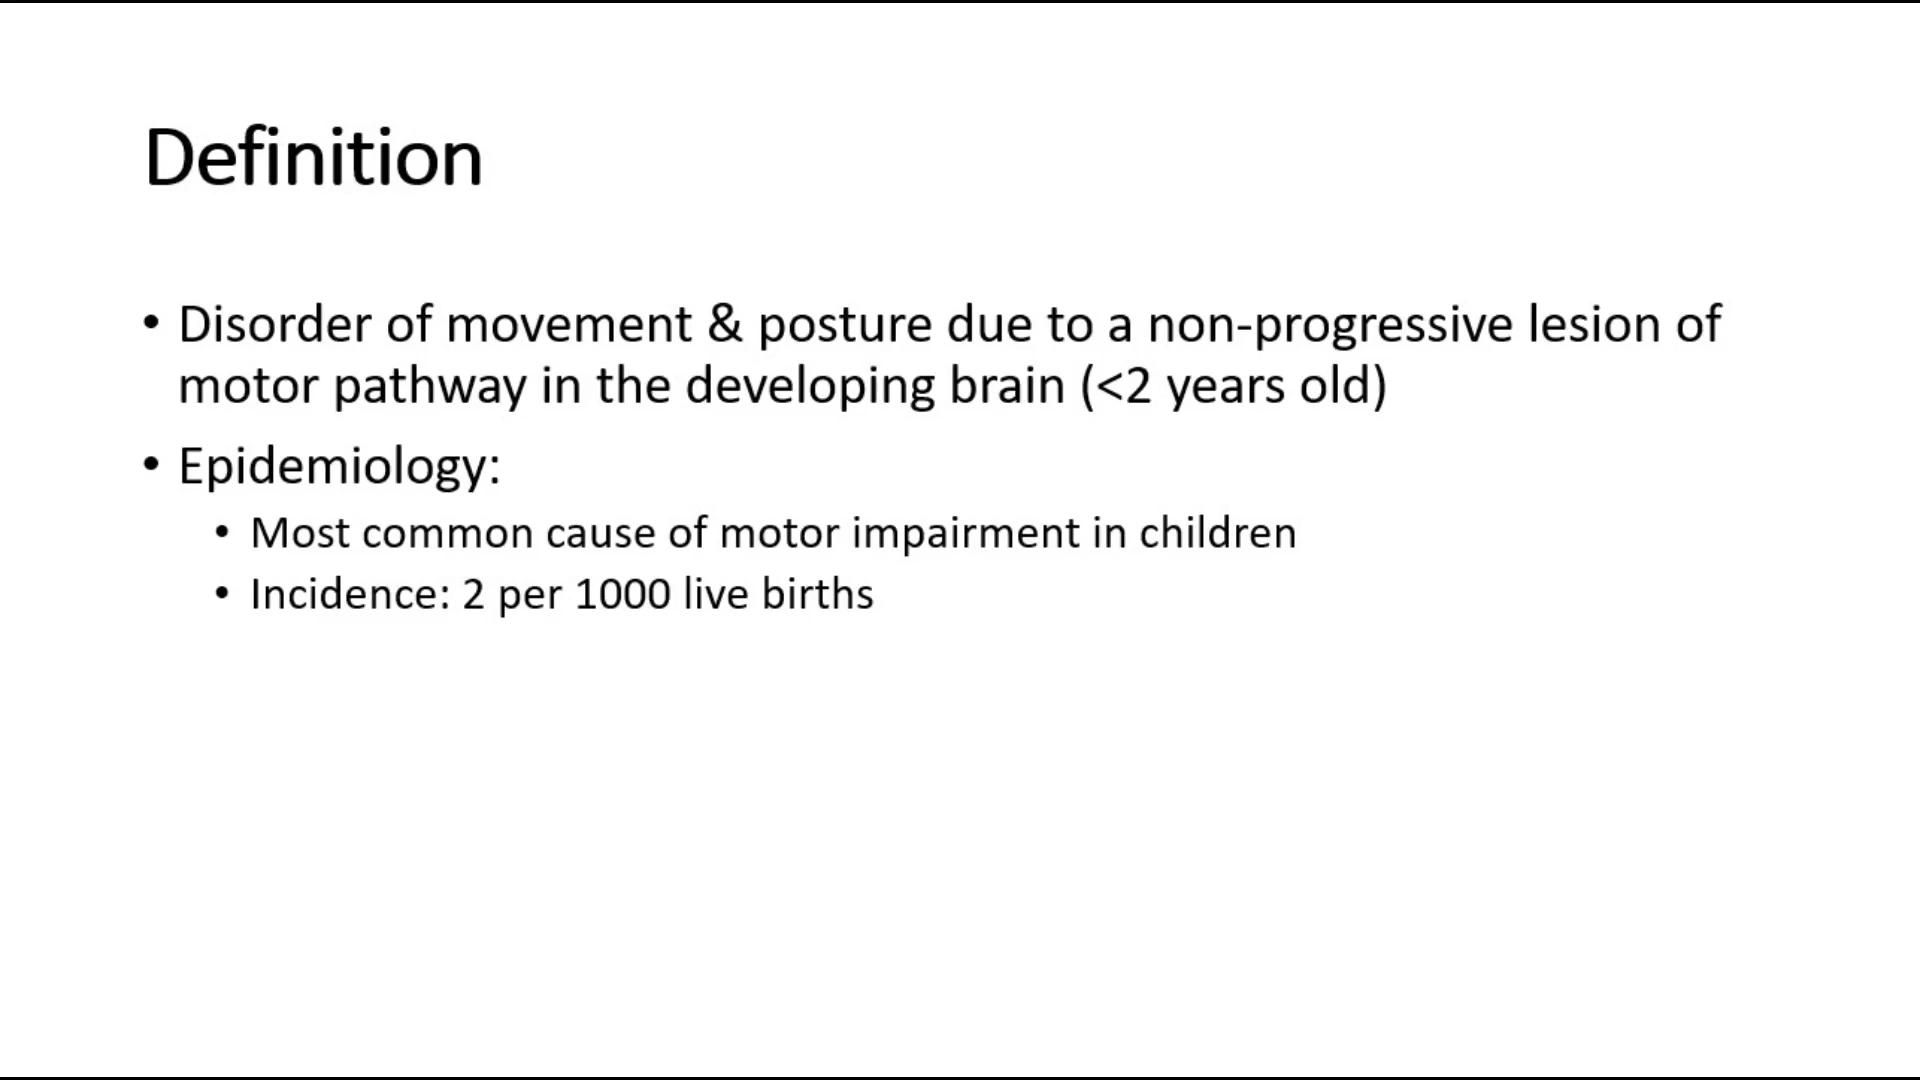 Definition
• Disorder of movement & posture due to a non-progressive lesion of
motor pathway in the developing brain (<2 years old)
• Epidemiology:
• Most common cause of motor impairment in children
• Incidence: 2 per 1000 live births